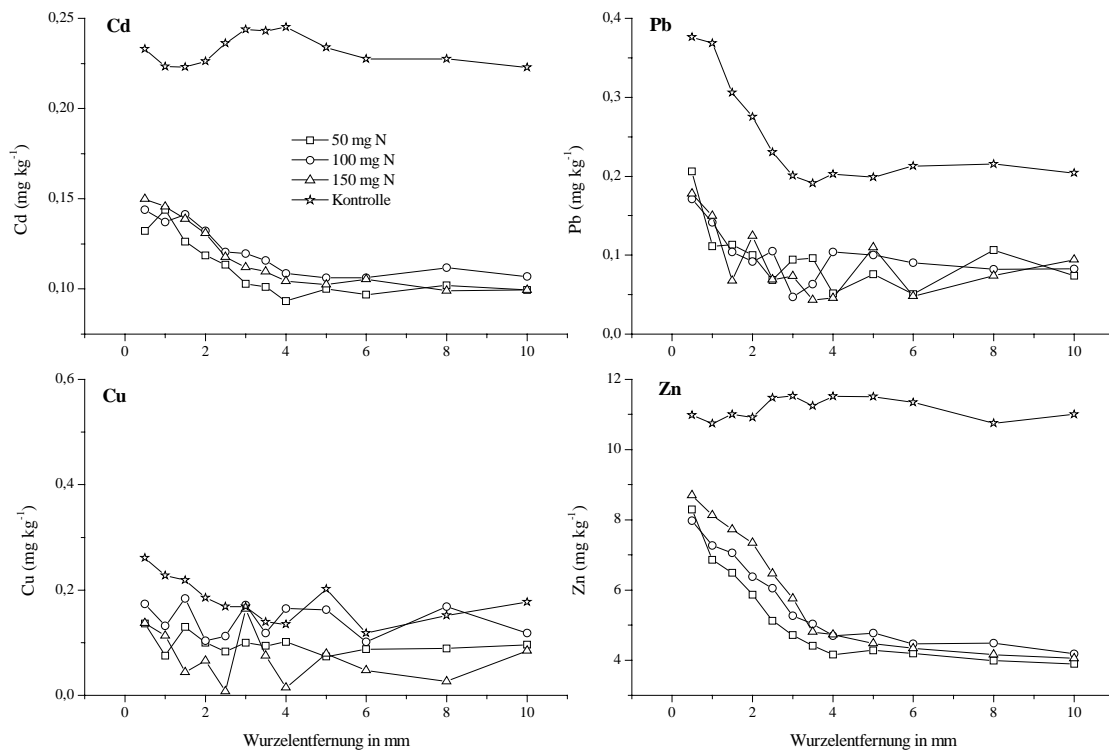 Cd
0,25
0,20
0,15
0,10
Cd (mg kg⁻¹)
50 mg N
100 mg N
150 mg N
Kontrolle
0 2 4 6 8 10
Pb
0,4
0,3
0,2
0,1
0,0
Pb (mg kg⁻¹)
0 2 4 6 8 10
Cu
0,6
0,4
0,2
0,0
Cu (mg kg⁻¹)
0 2 4 6 8 10
Wurzelentfernung in mm
Zn
12
10
8
6
4
Zn (mg kg⁻¹)
0 2 4 6 8 10
Wurzelentfernung in mm